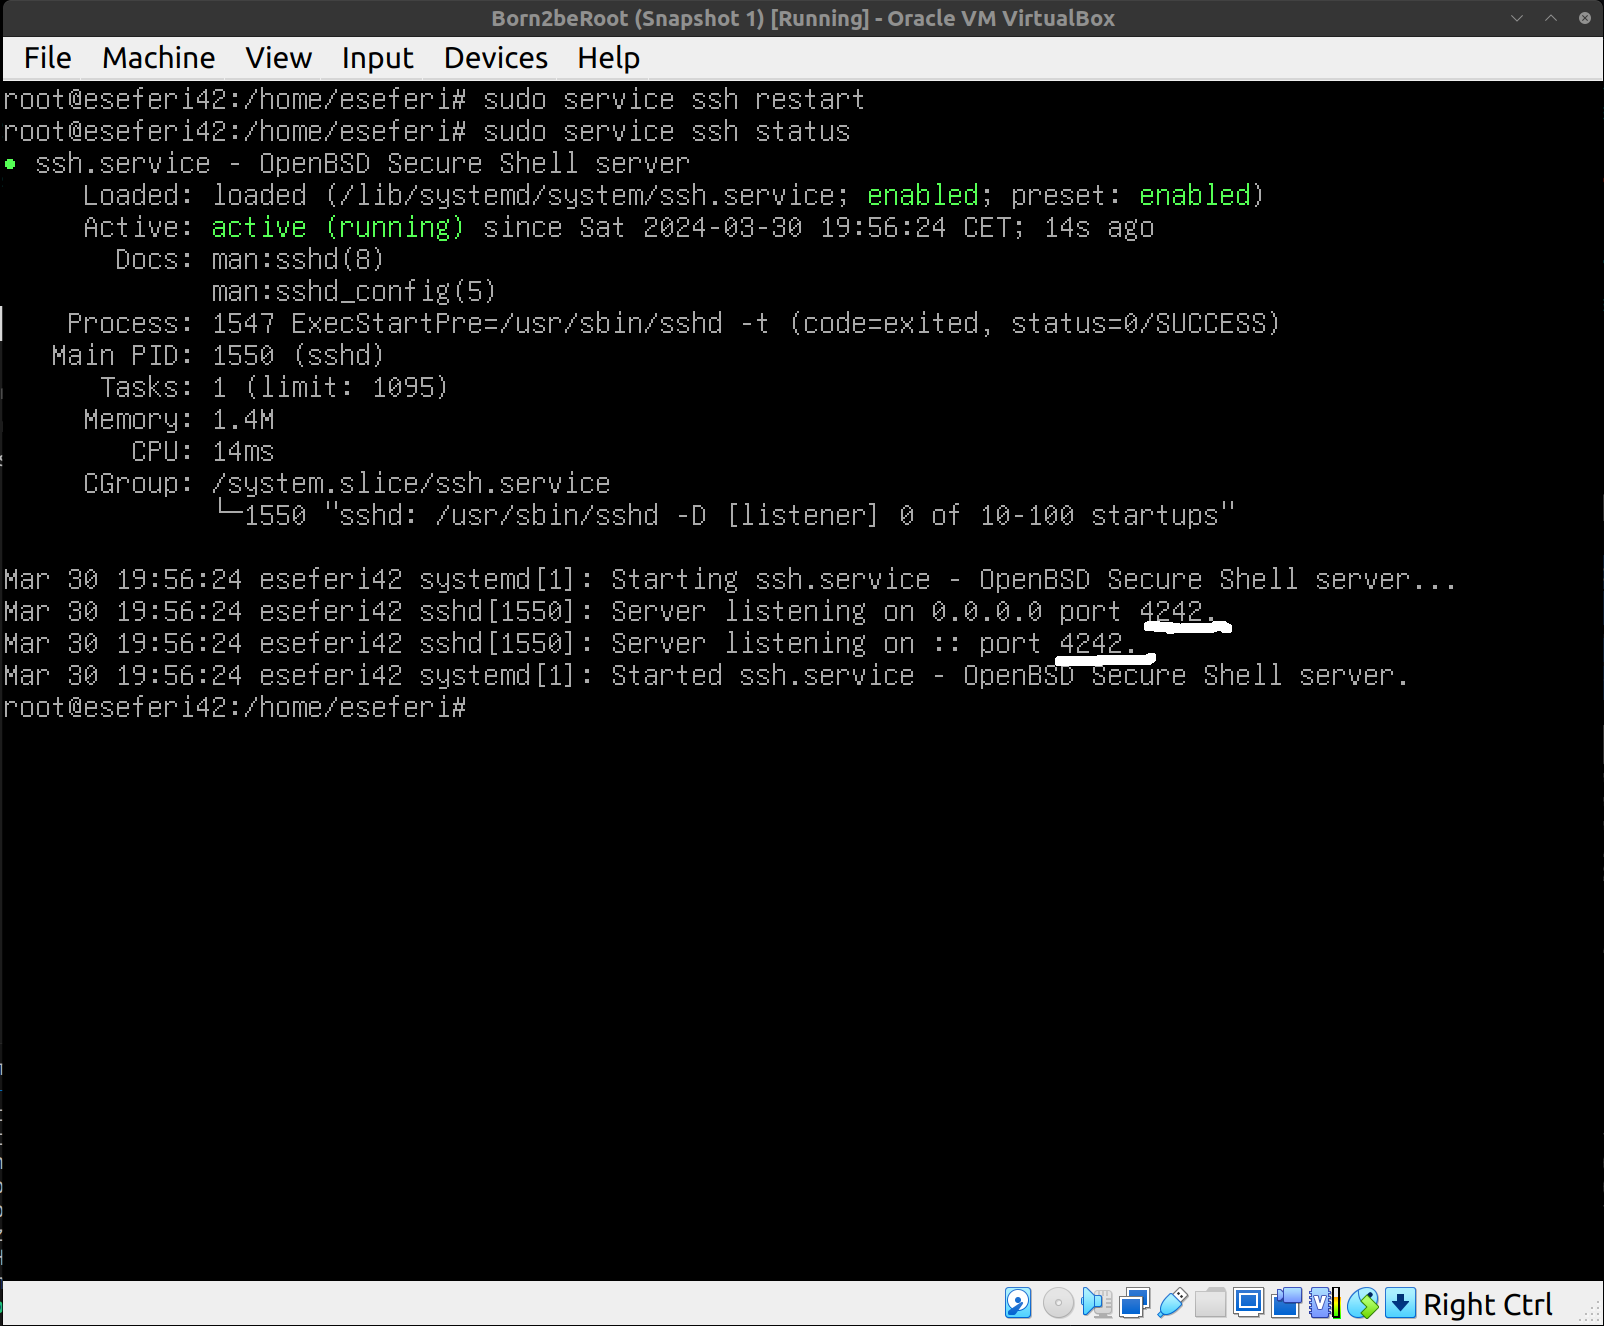 Born2beRoot (Snapshot 1) [Running] - Oracle VM VirtualBox
File Machine View Input Devices Help
root@eseferi42:/home/eseferi# sudo service ssh restart
root@eseferi42:/home/eseferi# sudo service ssh status
● ssh.service - OpenBSD Secure Shell server
     Loaded: loaded (/lib/systemd/system/ssh.service; enabled; preset: enabled)
     Active: active (running) since Sat 2024-03-30 19:56:24 CET; 14s ago
       Docs: man:sshd(8)
             man:sshd_config(5)
    Process: 1547 ExecStartPre=/usr/sbin/sshd -t (code=exited, status=0/SUCCESS)
   Main PID: 1550 (sshd)
      Tasks: 1 (limit: 1095)
     Memory: 1.4M
        CPU: 14ms
     CGroup: /system.slice/ssh.service
             └─1550 "sshd: /usr/sbin/sshd -D [listener] 0 of 10-100 startups"
Mar 30 19:56:24 eseferi42 systemd[1]: Starting ssh.service - OpenBSD Secure Shell server...
Mar 30 19:56:24 eseferi42 sshd[1550]: Server listening on 0.0.0.0 port 4242.
Mar 30 19:56:24 eseferi42 sshd[1550]: Server listening on :: port 4242.
Mar 30 19:56:24 eseferi42 systemd[1]: Started ssh.service - OpenBSD Secure Shell server.
root@eseferi42:/home/eseferi#
Right Ctrl